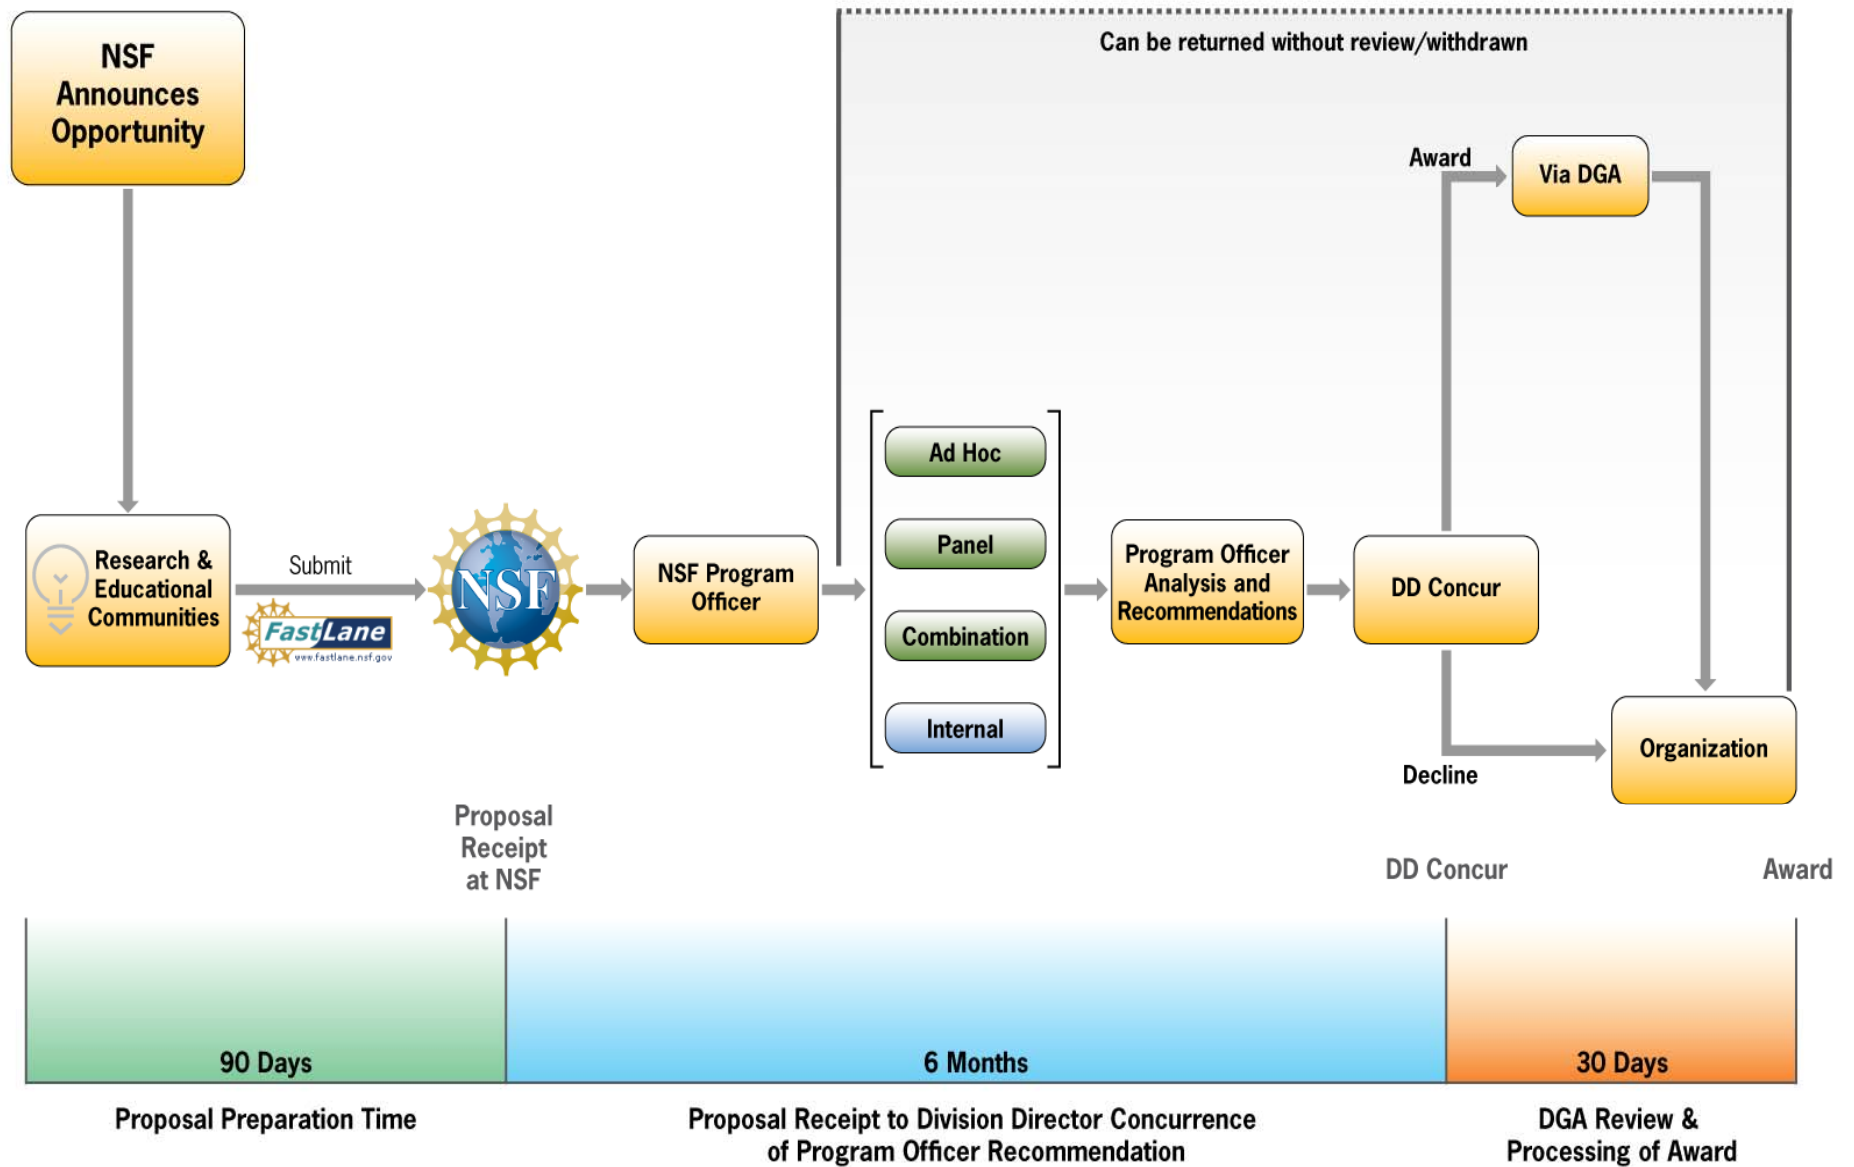 NSF
Announces
Opportunity
Can be returned without review/withdrawn
Award
Via DGA
Research &
Educational
Communities
Submit
FastLane
www.fastlane.nsf.gov
NSF
NSF Program
Officer
Ad Hoc
Panel
Combination
Internal
Program Officer
Analysis and
Recommendations
DD Concur
Decline
Organization
Proposal
Receipt
at NSF
DD Concur
Award
90 Days
6 Months
30 Days
Proposal Preparation Time
Proposal Receipt to Division Director Concurrence
of Program Officer Recommendation
DGA Review &
Processing of Award